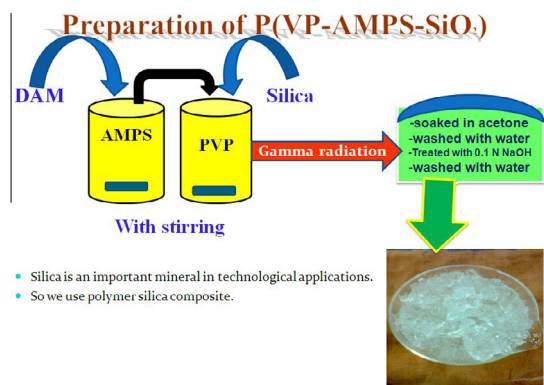 Preparation of P(VP-AMPS-SiO₂)
DAM
Silica
AMPS
PVP
Gamma radiation
-soaked in acetone
-washed with water
-Treated with 0.1 N NaOH
-washed with water
With stirring
• Silica is an important mineral in technological applications.
• So we use polymer silica composite.